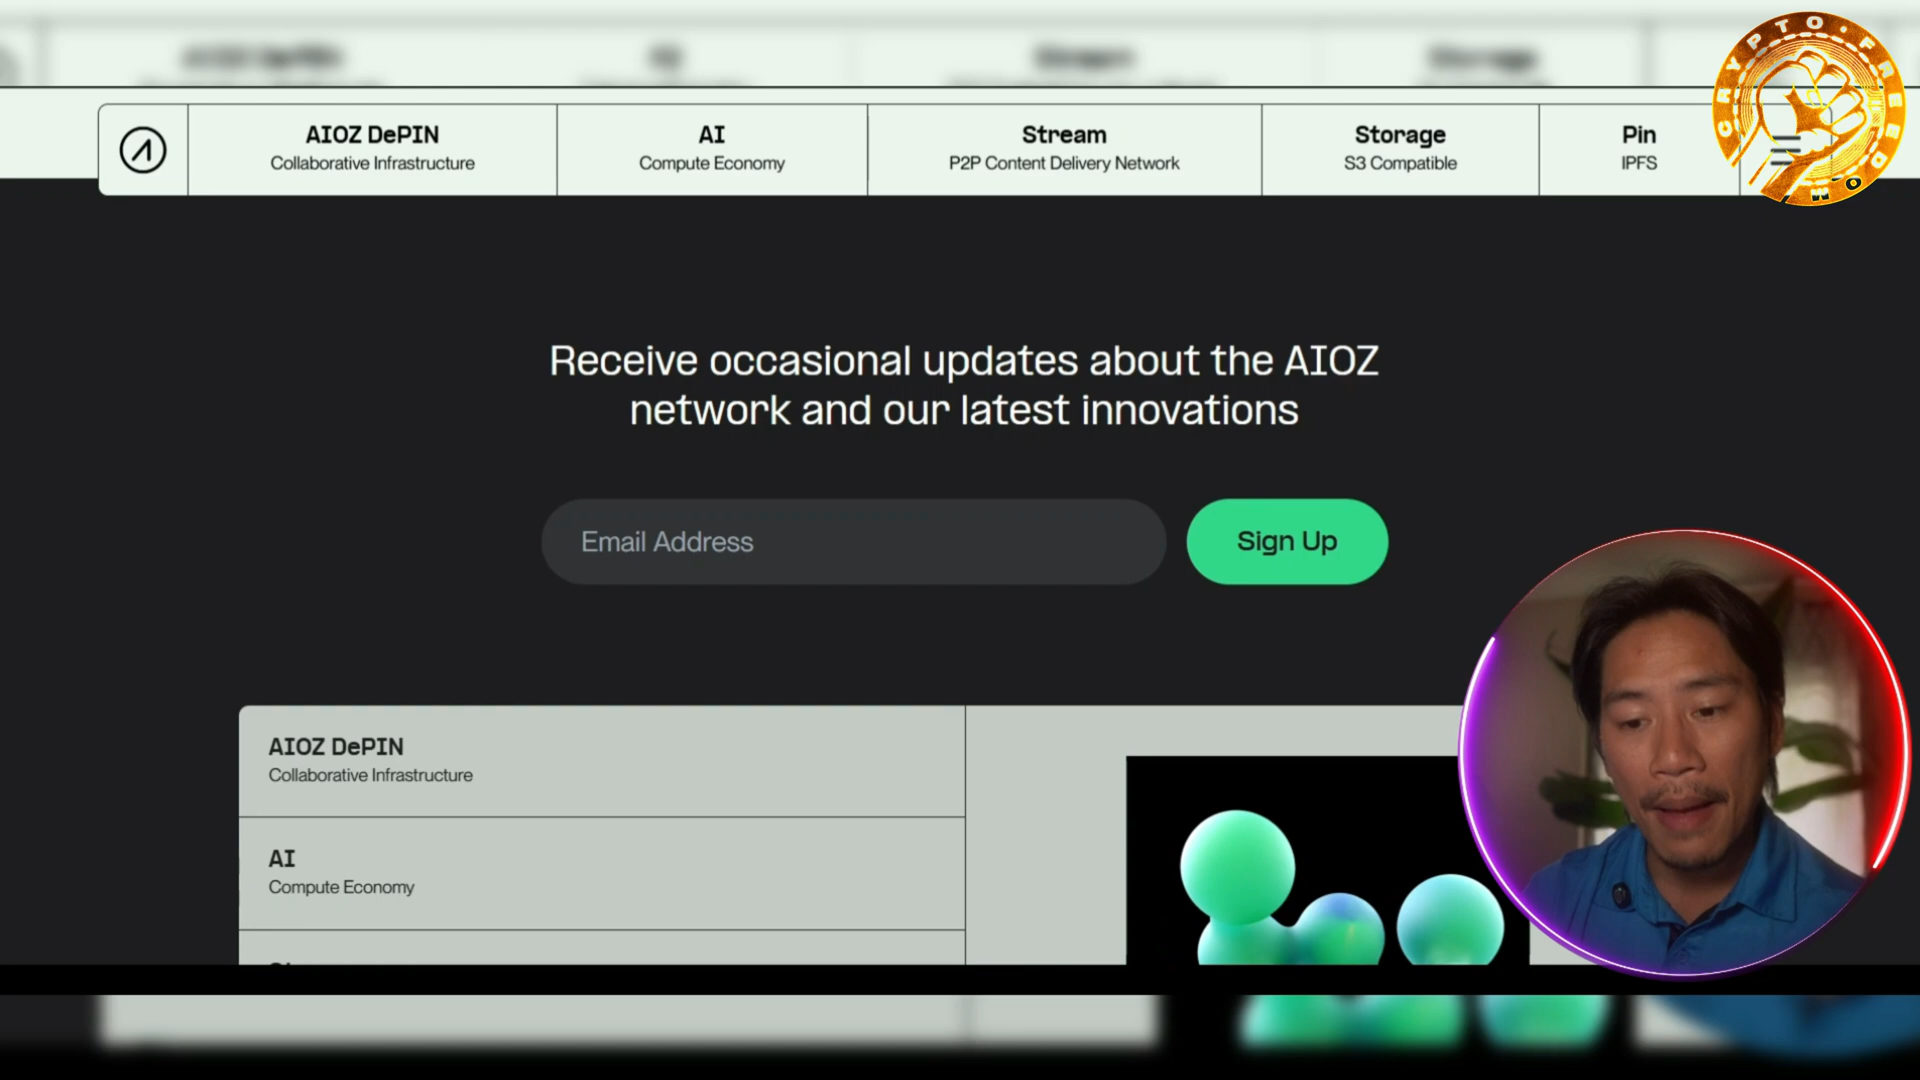 AIOZ DePIN
Collaborative Infrastructure
AI
Compute Economy
Stream
P2P Content Delivery Network
Storage
S3 Compatible
Pin
IPFS
CRYPTO·FREEDOM
Receive occasional updates about the AIOZ
network and our latest innovations
Email Address
Sign Up
AIOZ DePIN
Collaborative Infrastructure
AI
Compute Economy